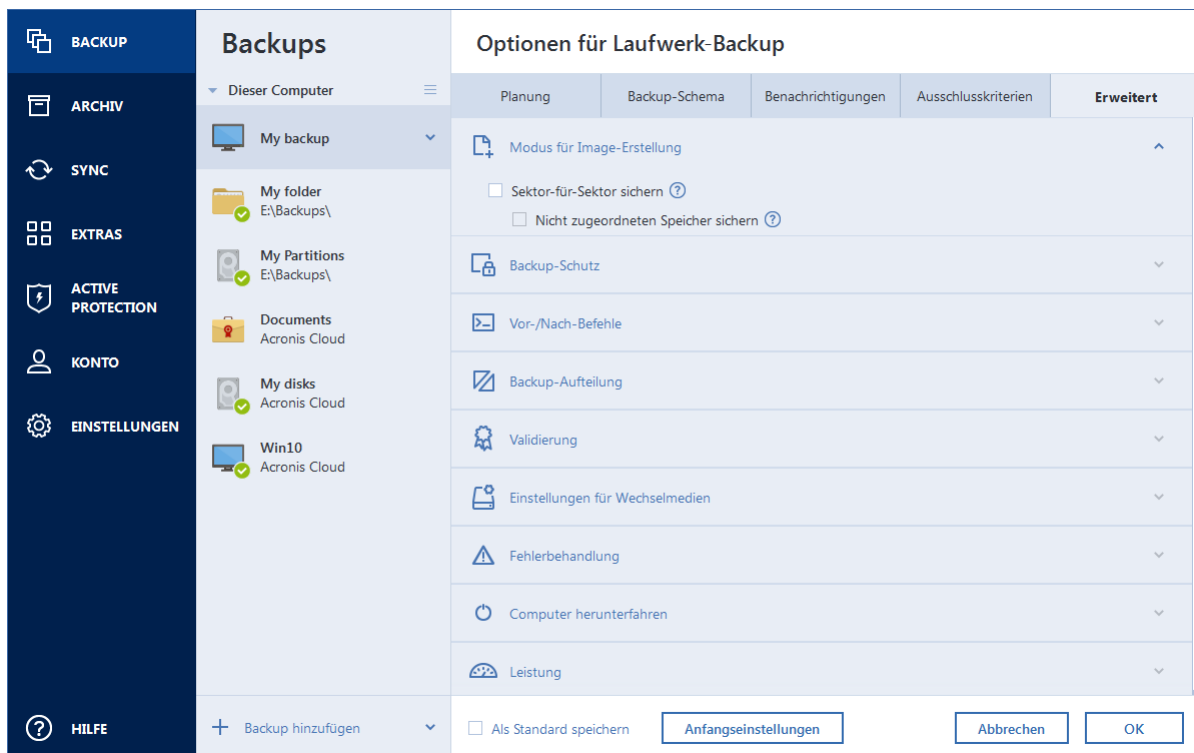 BACKUP
ARCHIV
SYNC
EXTRAS
ACTIVE
PROTECTION
KONTO
EINSTELLUNGEN
HILFE
Backups
Dieser Computer
My backup
My folder
E:\Backups\
My Partitions
E:\Backups\
Documents
Acronis Cloud
My disks
Acronis Cloud
Win10
Acronis Cloud
Backup hinzufügen
Optionen für Laufwerk-Backup
Planung
Backup-Schema
Benachrichtigungen
Ausschlusskriterien
Erweitert
Modus für Image-Erstellung
Sektor-für-Sektor sichern ?
Nicht zugeordneten Speicher sichern ?
Backup-Schutz
Vor-/Nach-Befehle
Backup-Aufteilung
Validierung
Einstellungen für Wechselmedien
Fehlerbehandlung
Computer herunterfahren
Leistung
Als Standard speichern
Anfangseinstellungen
Abbrechen
OK